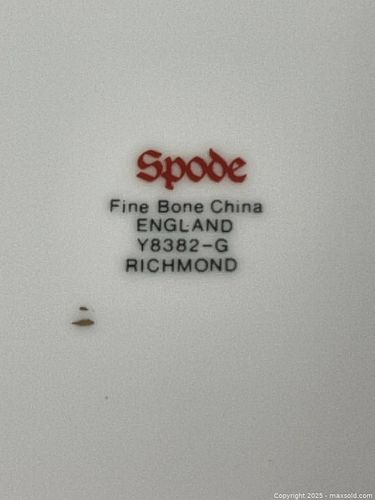 Spode
Fine Bone China
ENGLAND
Y8382-G
RICHMOND
Copyright 2025 - maxsold.com